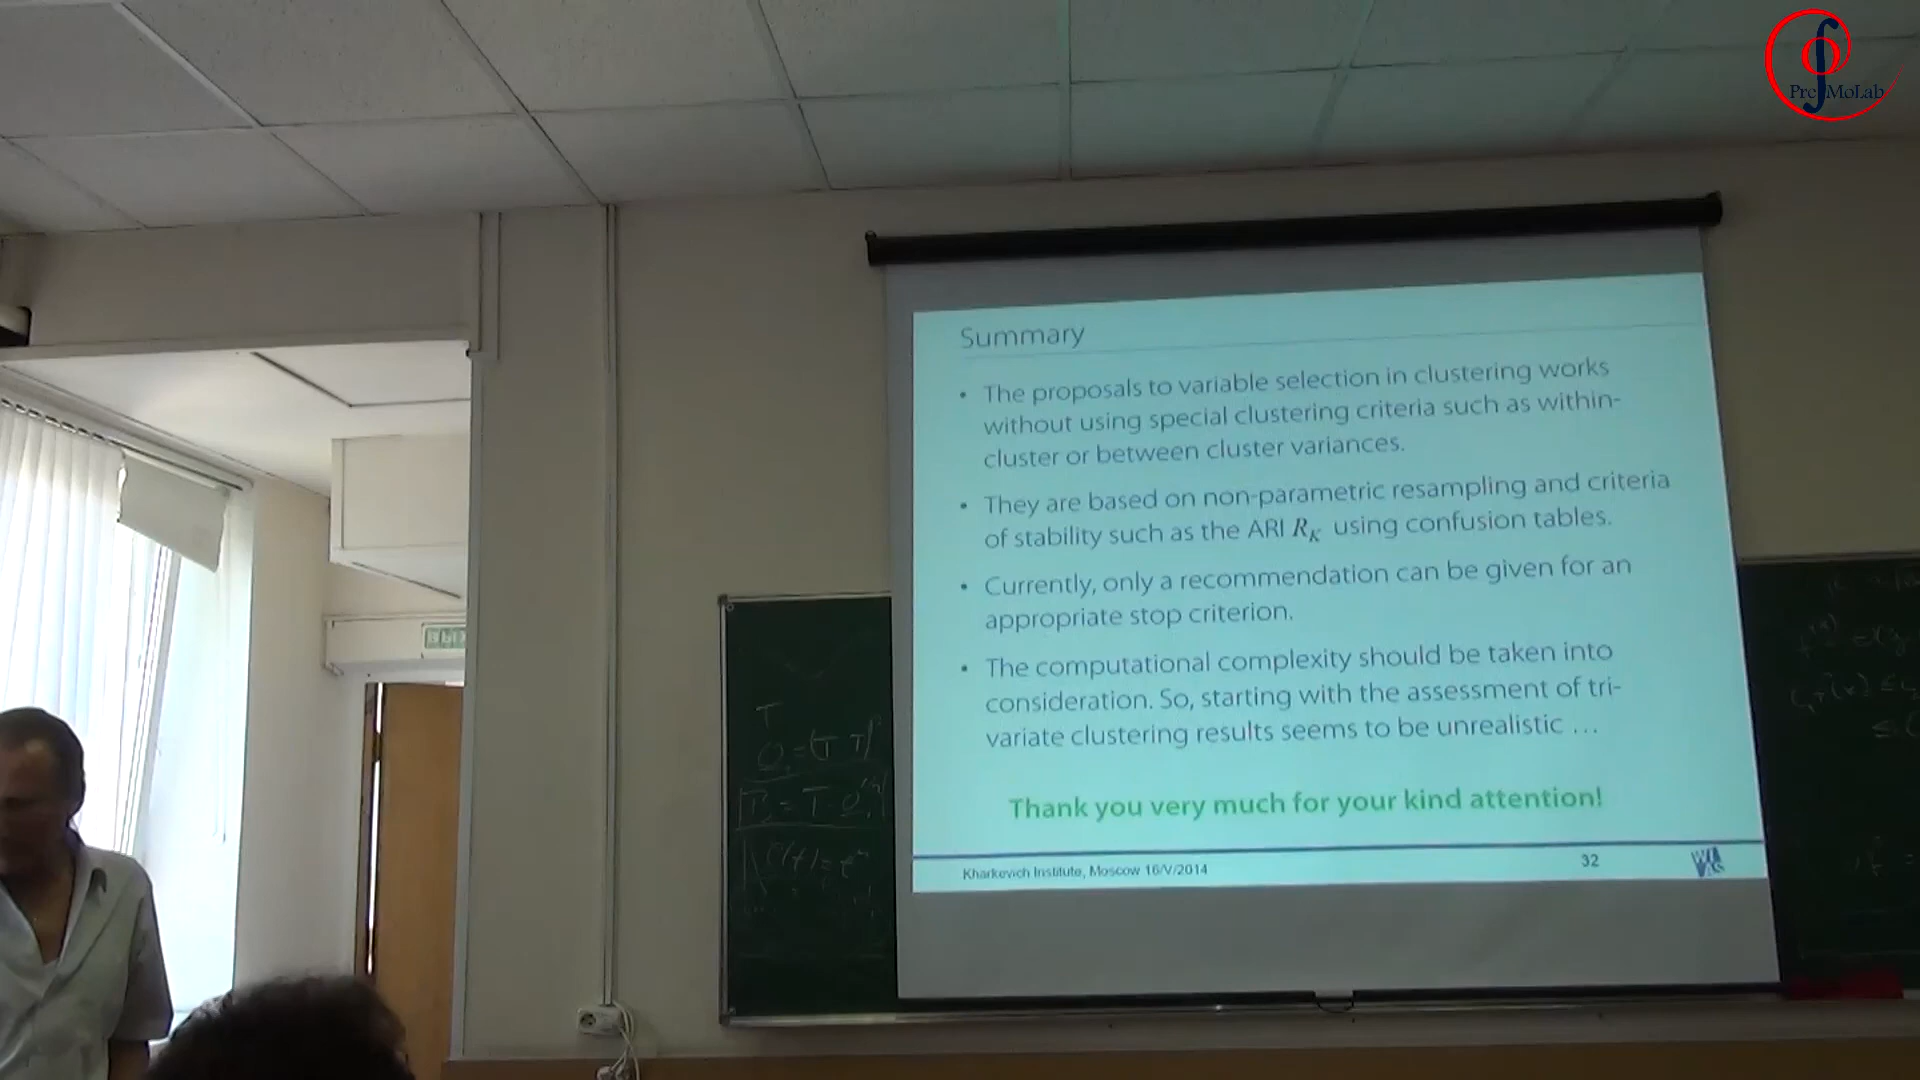 PreMoLab
Summary
• The proposals to variable selection in clustering works
without using special clustering criteria such as within-
cluster or between cluster variances.
• They are based on non-parametric resampling and criteria
of stability such as the ARI R_K using confusion tables.
• Currently, only a recommendation can be given for an
appropriate stop criterion.
• The computational complexity should be taken into
consideration. So, starting with the assessment of tri-
variate clustering results seems to be unrealistic …
Thank you very much for your kind attention!
Kharkevich Institute, Moscow 16/V/2014
32